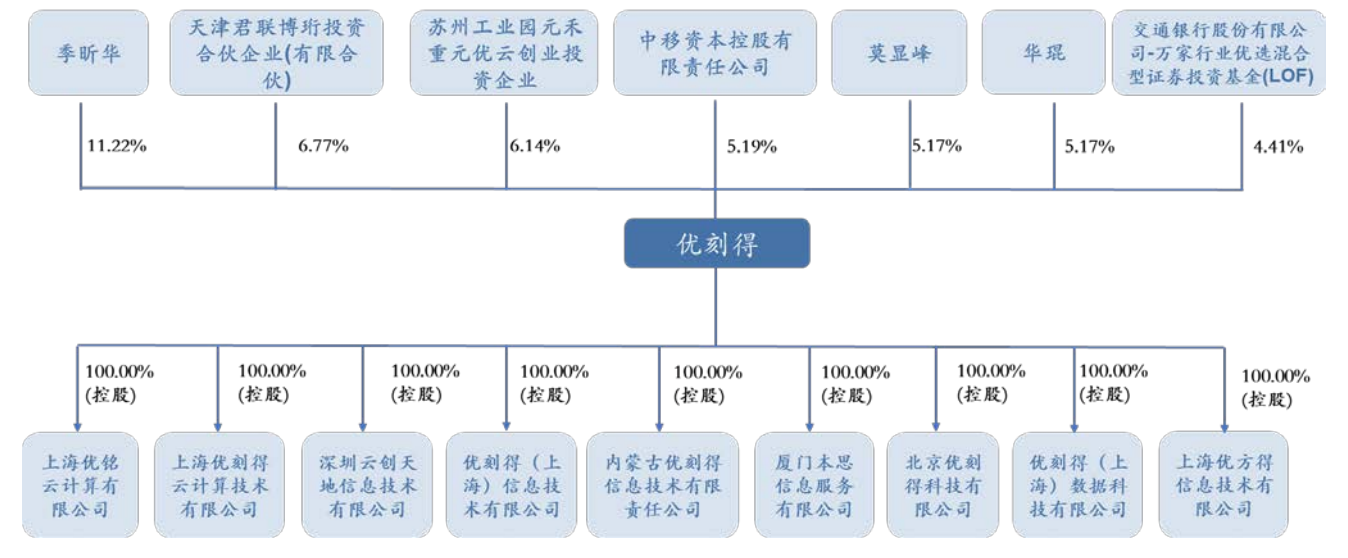 季昕华
天津君联博珩投资
合伙企业(有限合
伙)
苏州工业园元禾
重元优云创业投
资企业
中移资本控股有
限责任公司
莫显峰
华琨
交通银行股份有限公
司-万家行业优选混合
型证券投资基金(LOF)
11.22%
6.77%
6.14%
5.19%
5.17%
5.17%
4.41%
优刻得
100.00%
(控股)
100.00%
(控股)
100.00%
(控股)
100.00%
(控股)
100.00%
(控股)
100.00%
(控股)
100.00%
(控股)
100.00%
(控股)
100.00%
(控股)
上海优铭
云计算有
限公司
上海优刻得
云计算技术
有限公司
深圳云创天
地信息技术
有限公司
优刻得（上
海）信息技
术有限公司
内蒙古优刻得
信息技术有限
责任公司
厦门本思
信息服务
有限公司
北京优刻
得科技有
限公司
优刻得（上
海）数据科
技有限公司
上海优方得
信息技术有
限公司